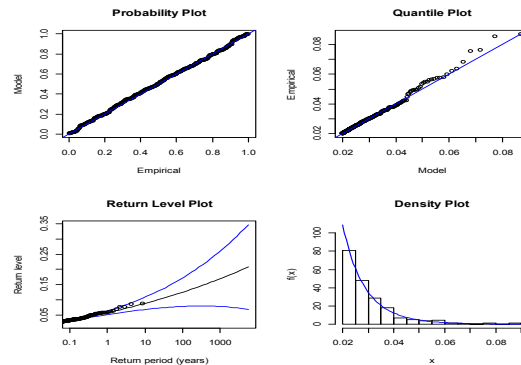 Probability Plot
Model
0.0 0.2 0.4 0.6 0.8 1.0
0.0 0.2 0.4 0.6 0.8 1.0
Empirical
Quantile Plot
Empirical
0.02 0.04 0.06 0.08
0.02 0.04 0.06 0.08
Model
Return Level Plot
Return level
0.05 0.15 0.25 0.35
0.1 1 10 100 1000
Return period (years)
Density Plot
f(x)
0 20 40 60 80 100
0.02 0.04 0.06 0.08
x